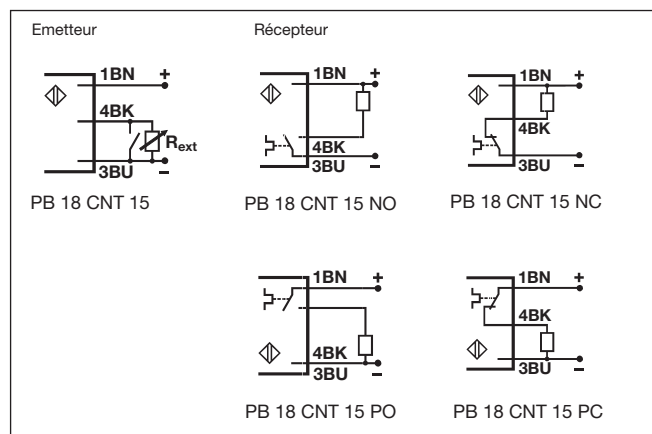 Emetteur
Récepteur
1BN +
4BK
Rext
3BU –
PB 18 CNT 15
1BN +
4BK
3BU –
PB 18 CNT 15 NO
1BN +
4BK
3BU –
PB 18 CNT 15 NC
1BN +
4BK
3BU –
PB 18 CNT 15 PO
1BN +
4BK
3BU –
PB 18 CNT 15 PC